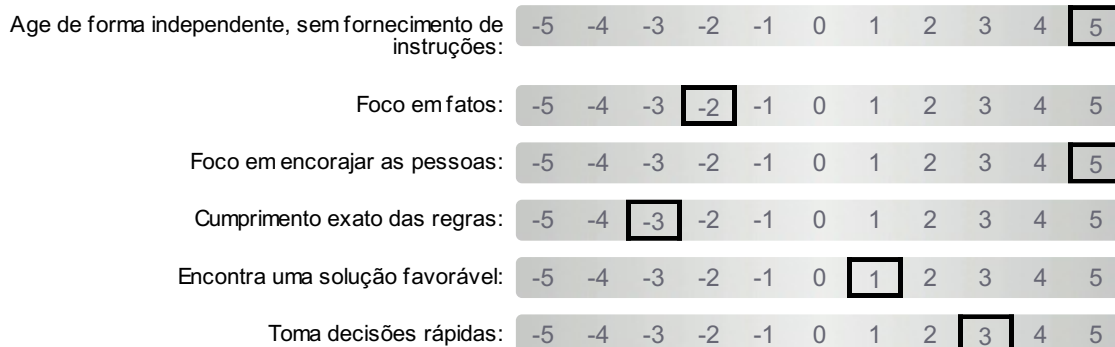 Age de forma independente, sem fornecimento de -5 -4 -3 -2 -1 0 1 2 3 4 5
instruções:
Foco em fatos: -5 -4 -3 -2 -1 0 1 2 3 4 5
Foco em encorajar as pessoas: -5 -4 -3 -2 -1 0 1 2 3 4 5
Cumprimento exato das regras: -5 -4 -3 -2 -1 0 1 2 3 4 5
Encontra uma solução favorável: -5 -4 -3 -2 -1 0 1 2 3 4 5
Toma decisões rápidas: -5 -4 -3 -2 -1 0 1 2 3 4 5